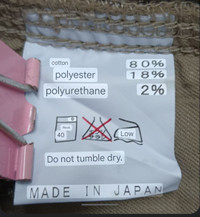 cotton 80%
polyester 18%
polyurethane 2%
40 Low
Do not tumble dry.
MADE IN JAPAN